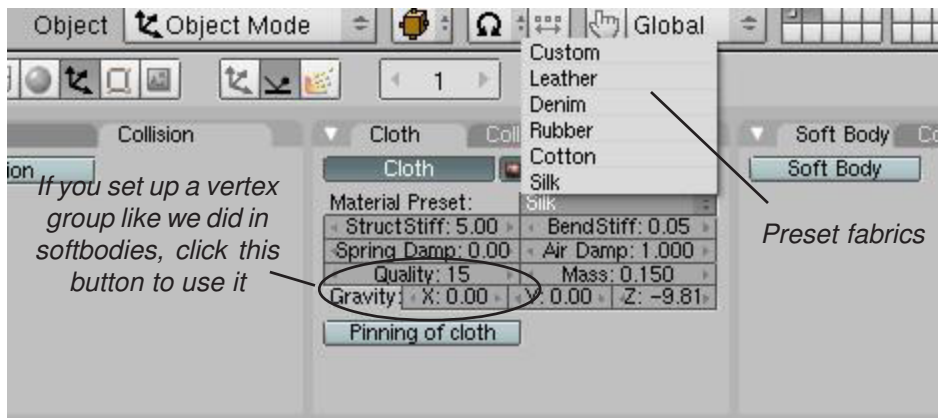 Object Object Mode Global
Custom
Leather
Denim
Rubber
Cotton
Silk
1
Collision Cloth Coll Soft Body Co
ion Cloth Soft Body
If you set up a vertex
group like we did in
softbodies, click this
button to use it
Material Preset: Silk
StructStiff: 5.00 BendStiff: 0.05
Spring Damp: 0.00 Air Damp: 1.000
Quality: 15 Mass: 0.150
Gravity: X: 0.00 Y: 0.00 Z: -9.81
Pinning of cloth
Preset fabrics